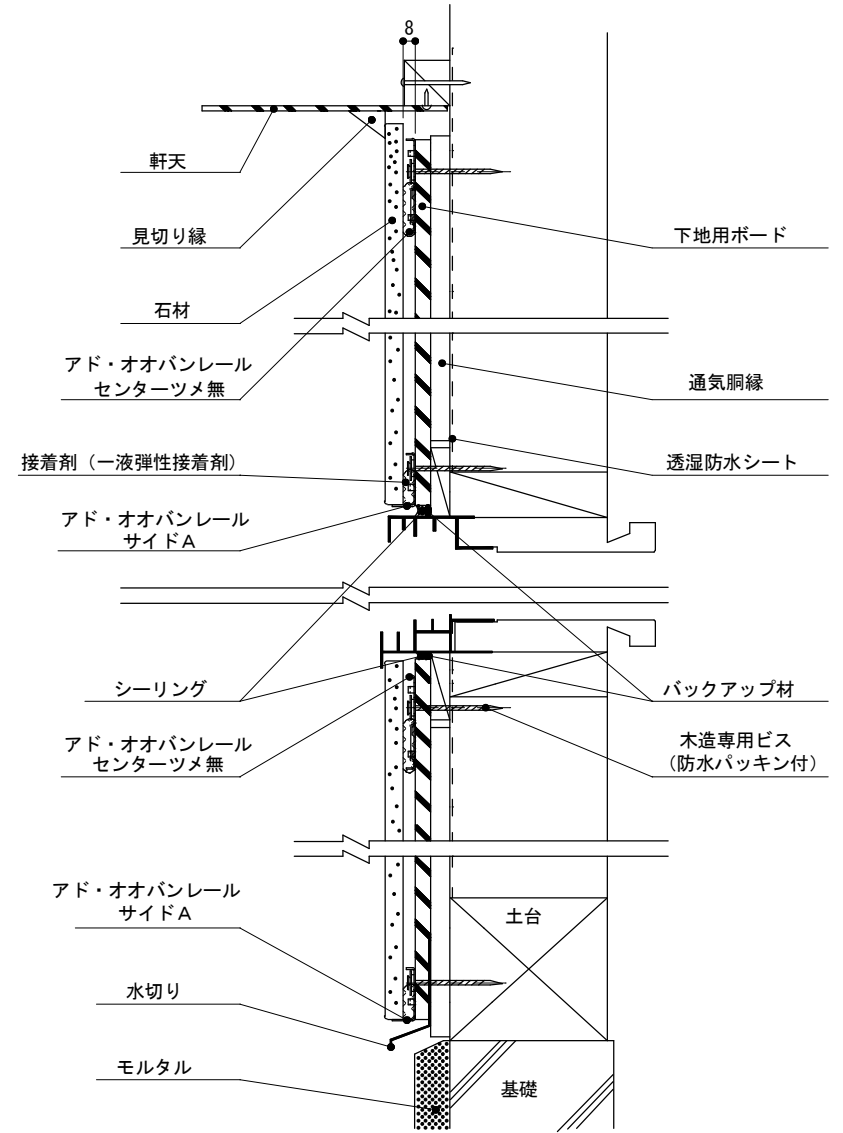 8
軒天
見切り縁
下地用ボード
石材
アド・オオバンレール
センターツメ無
通気胴縁
接着剤（一液弾性接着剤）
透湿防水シート
アド・オオバンレール
サイドA
シーリング
バックアップ材
アド・オオバンレール
センターツメ無
木造専用ビス
（防水パッキン付）
アド・オオバンレール
サイドA
土台
水切り
モルタル
基礎